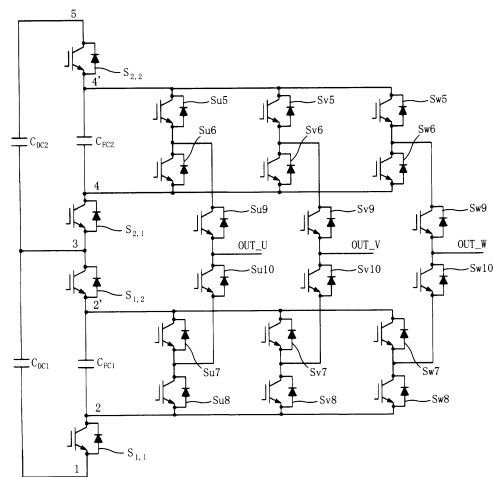 5
S2,2
4'
Su5
Sv5
Sw5
Su6
Sv6
Sw6
CDC2
CFC2
4
Su9
Sv9
Sw9
S2,1
3
OUT_U
OUT_V
OUT_W
Su10
Sv10
Sw10
S1,2
2'
CDC1
CFC1
Su7
Sv7
Sw7
Su8
Sv8
Sw8
2
S1,1
1